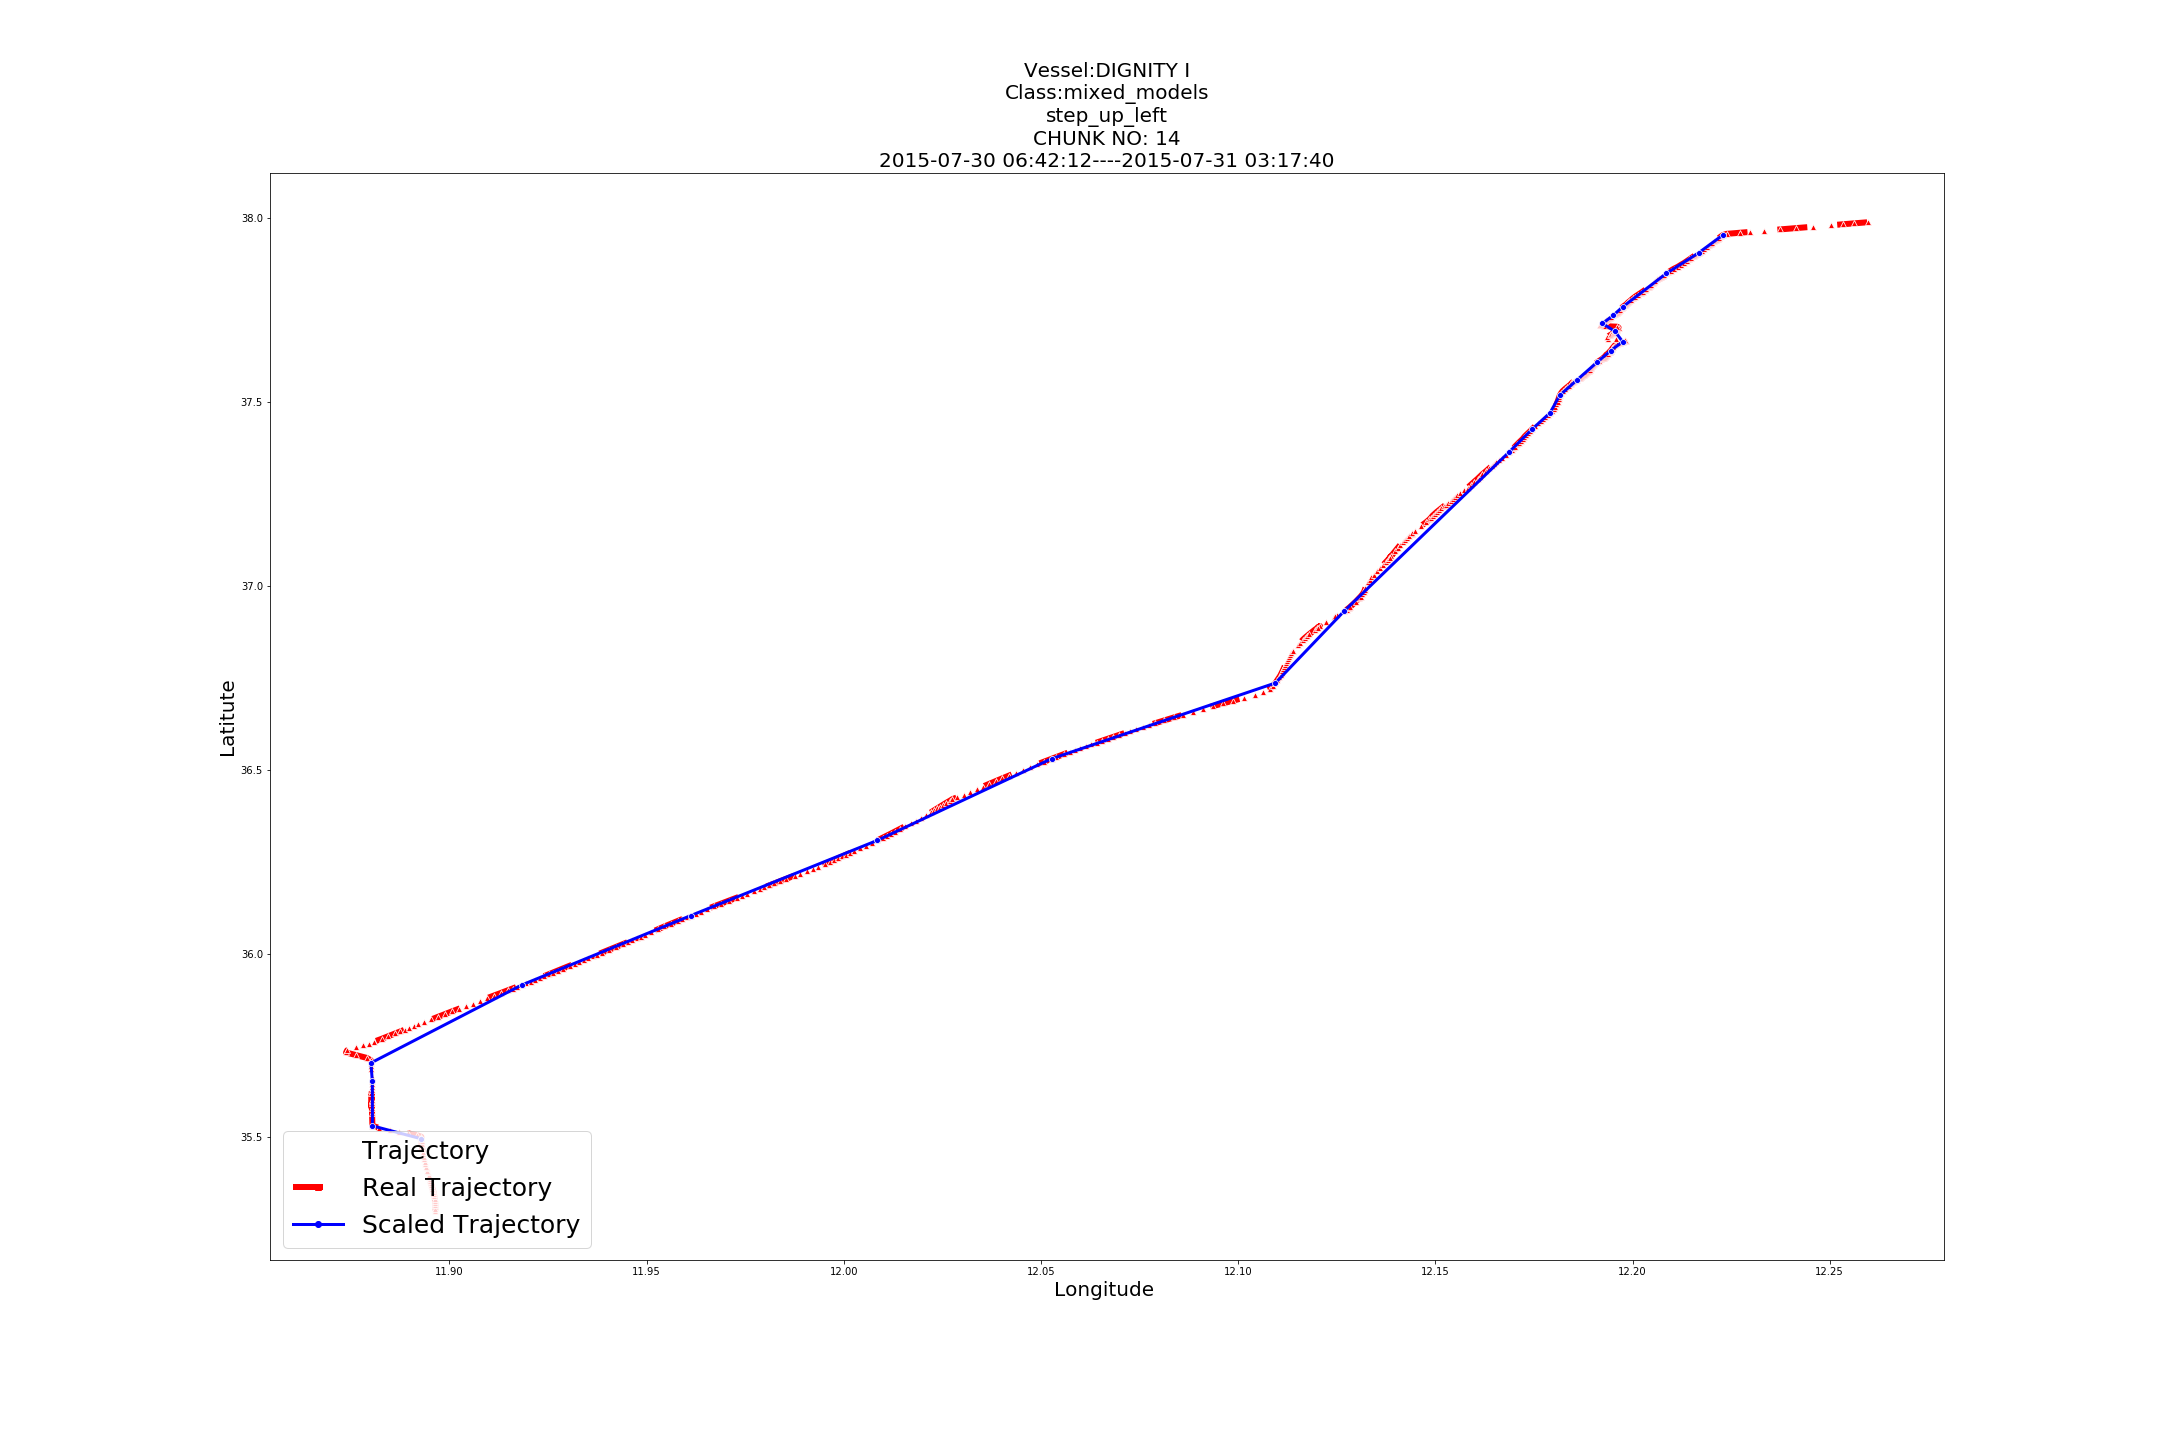 Vessel:DIGNITY I
Class:mixed_models
step_up_left
CHUNK NO: 14
2015-07-30 06:42:12----2015-07-31 03:17:40
38.0
37.5
37.0
36.5
36.0
35.5
Latitute
Trajectory
Real Trajectory
Scaled Trajectory
11.90 11.95 12.00 12.05 12.10 12.15 12.20 12.25
Longitude